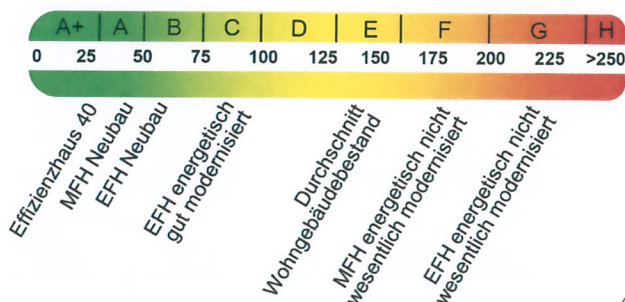 A+ A B C D E F G H
0 25 50 75 100 125 150 175 200 225 >250
Effizienzhaus 40
MFH Neubau
EFH Neubau
EFH energetisch
gut modernisiert
Durchschnitt
Wohngebäudebestand
MFH energetisch nicht
wesentlich modernisiert
EFH energetisch nicht
wesentlich modernisiert